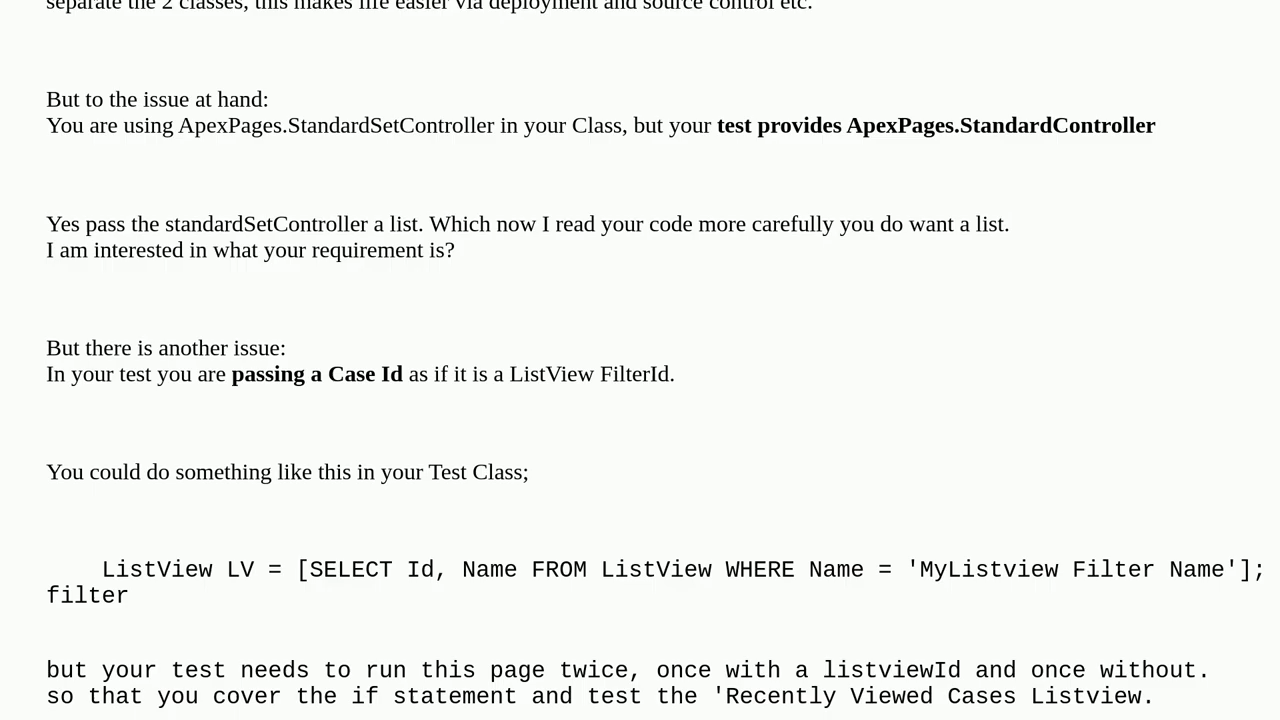 separate the 2 classes, this makes life easier via deployment and source control etc.
But to the issue at hand:
You are using ApexPages.StandardSetController in your Class, but your test provides ApexPages.StandardController
Yes pass the standardSetController a list. Which now I read your code more carefully you do want a list.
I am interested in what your requirement is?
But there is another issue:
In your test you are passing a Case Id as if it is a ListView FilterId.
You could do something like this in your Test Class;
ListView LV = [SELECT Id, Name FROM ListView WHERE Name = 'MyListview Filter Name'];
filter
but your test needs to run this page twice, once with a listviewId and once without.
so that you cover the if statement and test the 'Recently Viewed Cases Listview.